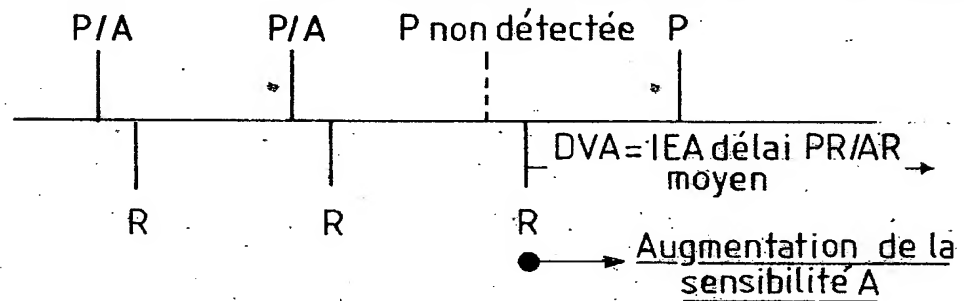 P/A P/A P non détectée P
DVA=IEA délai PR/AR
moyen
R R R
Augmentation de la
sensibilité A